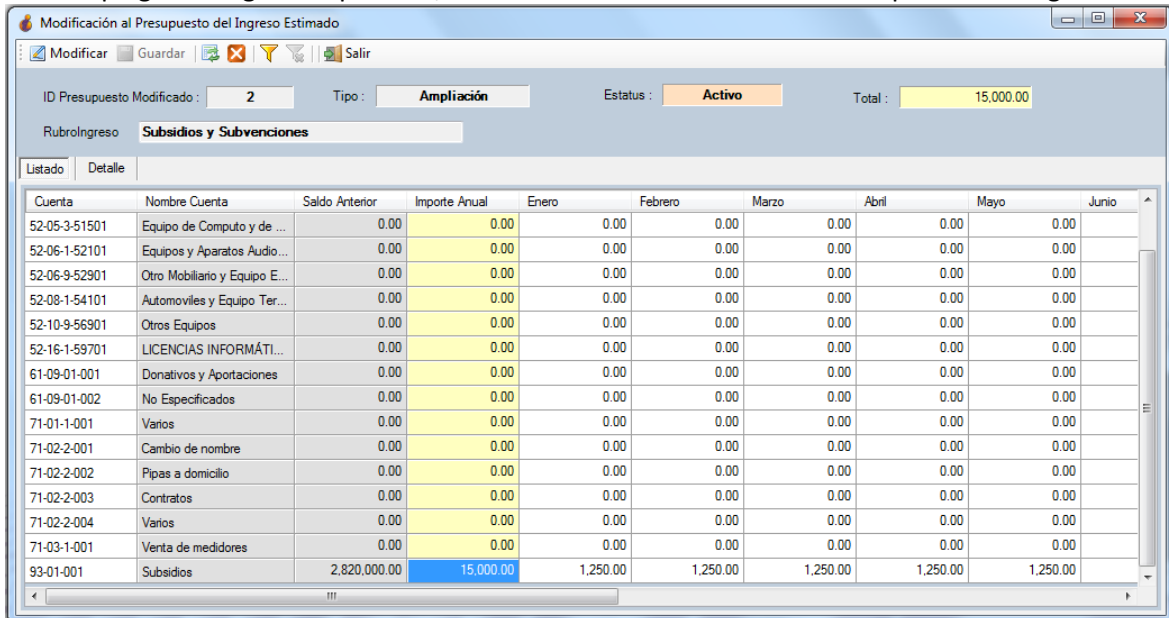 Modificación al Presupuesto del Ingreso Estimado
Modificar Guardar Salir
ID Presupuesto Modificado : 2 Tipo : Ampliación Estatus : Activo Total : 15,000.00
RubroIngreso Subsidios y Subvenciones
Listado Detalle
Cuenta Nombre Cuenta Saldo Anterior Importe Anual Enero Febrero Marzo Abril Mayo Junio
52-05-3-51501 Equipo de Computo y de ... 0.00 0.00 0.00 0.00 0.00 0.00 0.00
52-06-1-52101 Equipos y Aparatos Audio... 0.00 0.00 0.00 0.00 0.00 0.00 0.00
52-06-9-52901 Otro Mobiliario y Equipo E... 0.00 0.00 0.00 0.00 0.00 0.00 0.00
52-08-1-54101 Automoviles y Equipo Ter... 0.00 0.00 0.00 0.00 0.00 0.00 0.00
52-10-9-56901 Otros Equipos 0.00 0.00 0.00 0.00 0.00 0.00 0.00
52-16-1-59701 LICENCIAS INFORMÁTI... 0.00 0.00 0.00 0.00 0.00 0.00 0.00
61-09-01-001 Donativos y Aportaciones 0.00 0.00 0.00 0.00 0.00 0.00 0.00
61-09-01-002 No Especificados 0.00 0.00 0.00 0.00 0.00 0.00 0.00
71-01-1-001 Varios 0.00 0.00 0.00 0.00 0.00 0.00 0.00
71-02-2-001 Cambio de nombre 0.00 0.00 0.00 0.00 0.00 0.00 0.00
71-02-2-002 Pipas a domicilio 0.00 0.00 0.00 0.00 0.00 0.00 0.00
71-02-2-003 Contratos 0.00 0.00 0.00 0.00 0.00 0.00 0.00
71-02-2-004 Varios 0.00 0.00 0.00 0.00 0.00 0.00 0.00
71-03-1-001 Venta de medidores 0.00 0.00 0.00 0.00 0.00 0.00 0.00
93-01-001 Subsidios 2,820,000.00 15,000.00 1,250.00 1,250.00 1,250.00 1,250.00 1,250.00